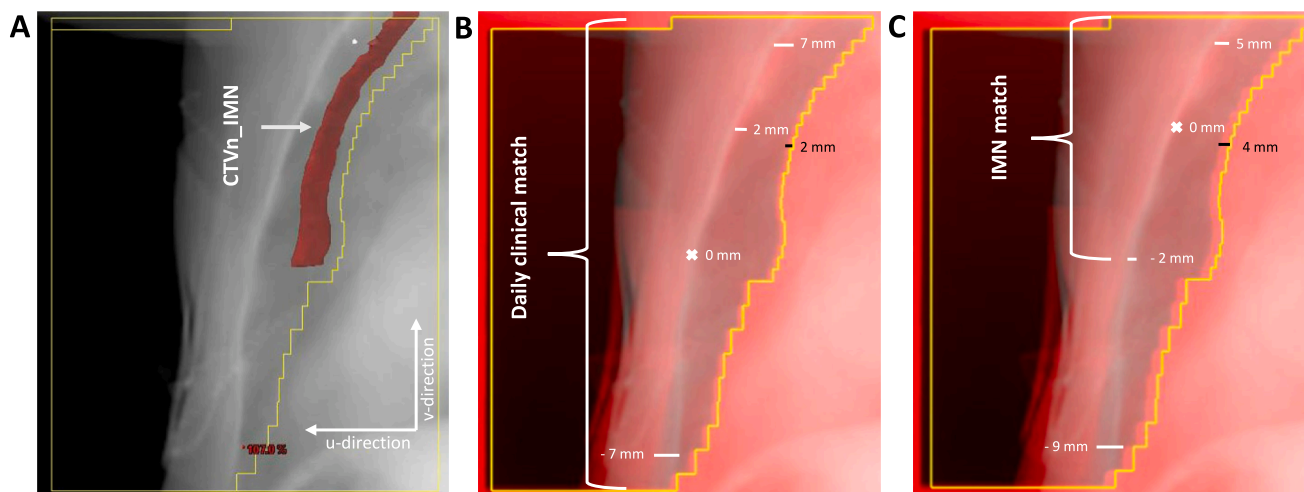 A
CTVn_IMN
v-direction
u-direction
107.0 %
B
7 mm
2 mm
2 mm
Daily clinical match
0 mm
- 7 mm
C
5 mm
IMN match
0 mm
4 mm
- 2 mm
- 9 mm